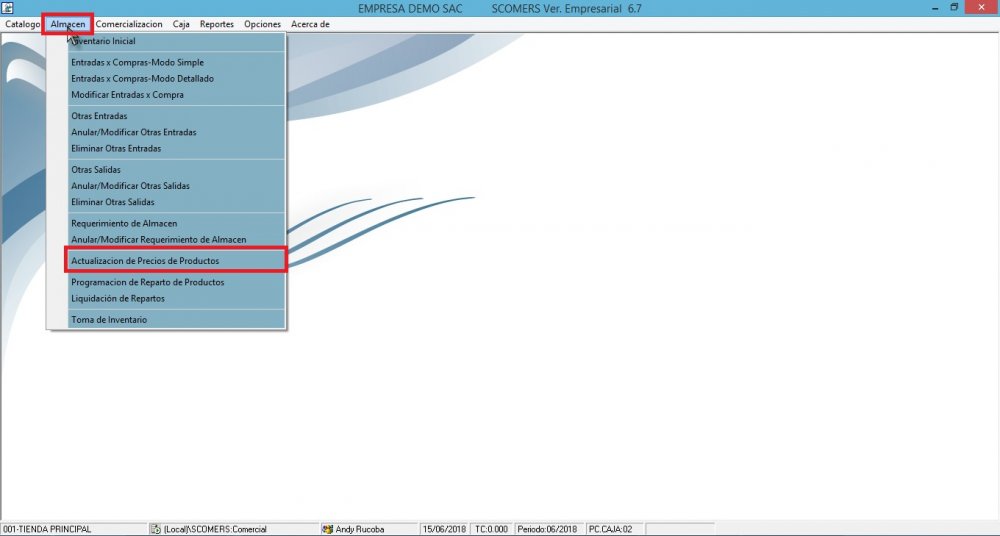 EMPRESA DEMO SAC SCOMERS Ver. Empresarial 6.7
Catalogo Almacen Comercializacion Caja Reportes Opciones Acerca de
Inventario Inicial
Entradas x Compras-Modo Simple
Entradas x Compras-Modo Detallado
Modificar Entradas x Compra
Otras Entradas
Anular/Modificar Otras Entradas
Eliminar Otras Entradas
Otras Salidas
Anular/Modificar Otras Salidas
Eliminar Otras Salidas
Requerimiento de Almacen
Anular/Modificar Requerimiento de Almacen
Actualizacion de Precios de Productos
Programacion de Reparto de Productos
Liquidación de Repartos
Toma de Inventario
001-TIENDA PRINCIPAL (Local)\SCOMERS:Comercial Andy Rucoba 15/06/2018 TC:0.000 Periodo:06/2018 PC.CAJA:02